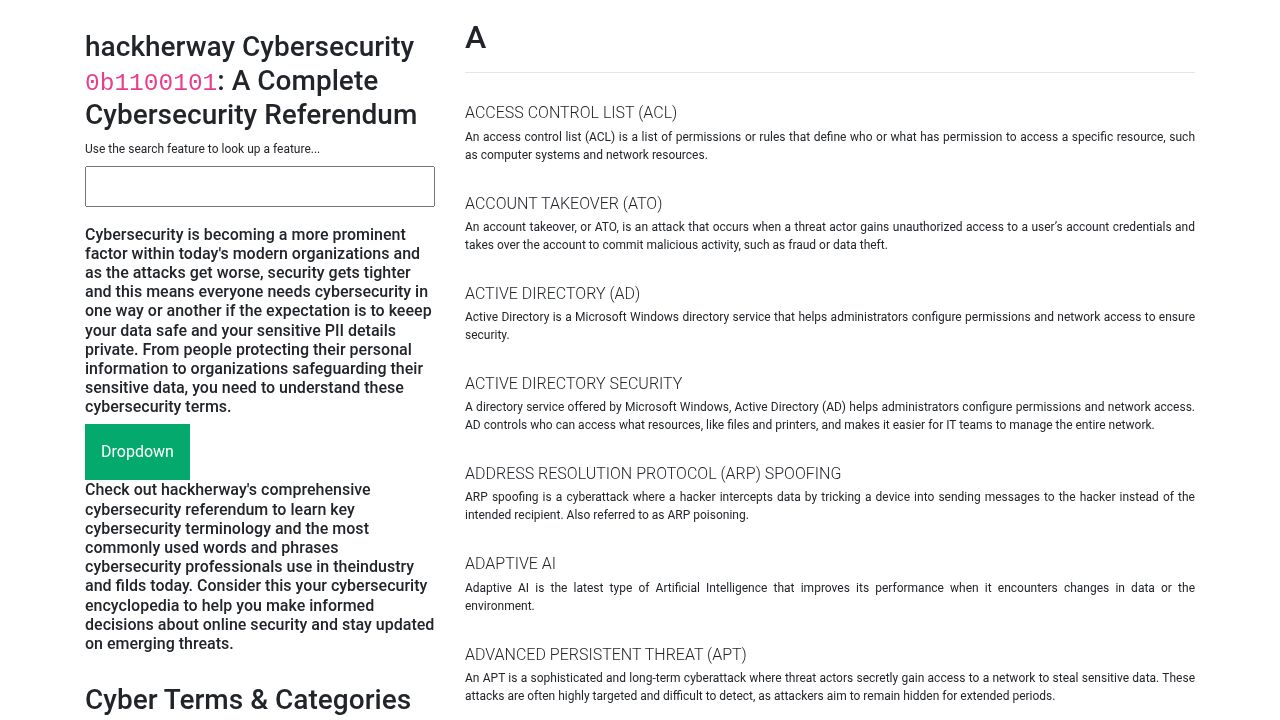 hackherway Cybersecurity
0b1100101: A Complete
Cybersecurity Referendum
Use the search feature to look up a feature...
Cybersecurity is becoming a more prominent
factor within today's modern organizations and
as the attacks get worse, security gets tighter
and this means everyone needs cybersecurity in
one way or another if the expectation is to keeep
your data safe and your sensitive PII details
private. From people protecting their personal
information to organizations safeguarding their
sensitive data, you need to understand these
cybersecurity terms.
Dropdown
Check out hackherway's comprehensive
cybersecurity referendum to learn key
cybersecurity terminology and the most
commonly used words and phrases
cybersecurity professionals use in theindustry
and filds today. Consider this your cybersecurity
encyclopedia to help you make informed
decisions about online security and stay updated
on emerging threats.
Cyber Terms & Categories
A
ACCESS CONTROL LIST (ACL)
An access control list (ACL) is a list of permissions or rules that define who or what has permission to access a specific resource, such
as computer systems and network resources.
ACCOUNT TAKEOVER (ATO)
An account takeover, or ATO, is an attack that occurs when a threat actor gains unauthorized access to a user’s account credentials and
takes over the account to commit malicious activity, such as fraud or data theft.
ACTIVE DIRECTORY (AD)
Active Directory is a Microsoft Windows directory service that helps administrators configure permissions and network access to ensure
security.
ACTIVE DIRECTORY SECURITY
A directory service offered by Microsoft Windows, Active Directory (AD) helps administrators configure permissions and network access.
AD controls who can access what resources, like files and printers, and makes it easier for IT teams to manage the entire network.
ADDRESS RESOLUTION PROTOCOL (ARP) SPOOFING
ARP spoofing is a cyberattack where a hacker intercepts data by tricking a device into sending messages to the hacker instead of the
intended recipient. Also referred to as ARP poisoning.
ADAPTIVE AI
Adaptive AI is the latest type of Artificial Intelligence that improves its performance when it encounters changes in data or the
environment.
ADVANCED PERSISTENT THREAT (APT)
An APT is a sophisticated and long-term cyberattack where threat actors secretly gain access to a network to steal sensitive data. These
attacks are often highly targeted and difficult to detect, as attackers aim to remain hidden for extended periods.